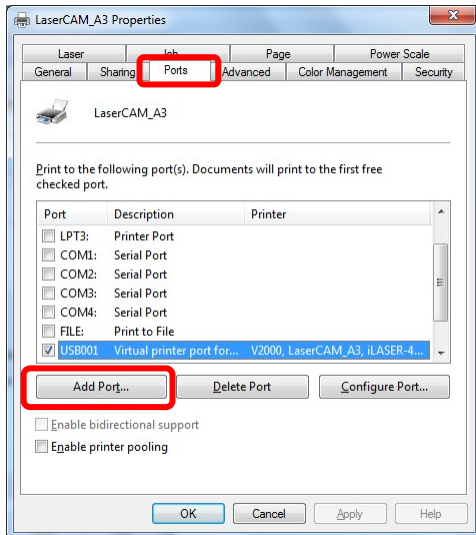 LaserCAM_A3 Properties
Laser Job Page Power Scale
General Sharing Ports Advanced Color Management Security
LaserCAM_A3
Print to the following port(s). Documents will print to the first free
checked port.
Port Description Printer
LPT3: Printer Port
COM1: Serial Port
COM2: Serial Port
COM3: Serial Port
COM4: Serial Port
FILE: Print to File
USB001 Virtual printer port for... V2000, LaserCAM_A3, iLASER-4...
Add Port... Delete Port Configure Port...
Enable bidirectional support
Enable printer pooling
OK Cancel Apply Help